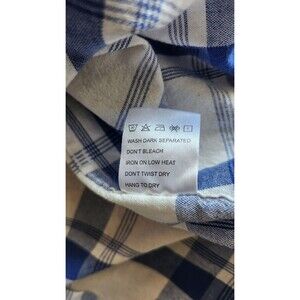 WASH DARK SEPARATED
DON'T BLEACH
IRON ON LOW HEAT
DON'T TWIST DRY
HANG TO DRY